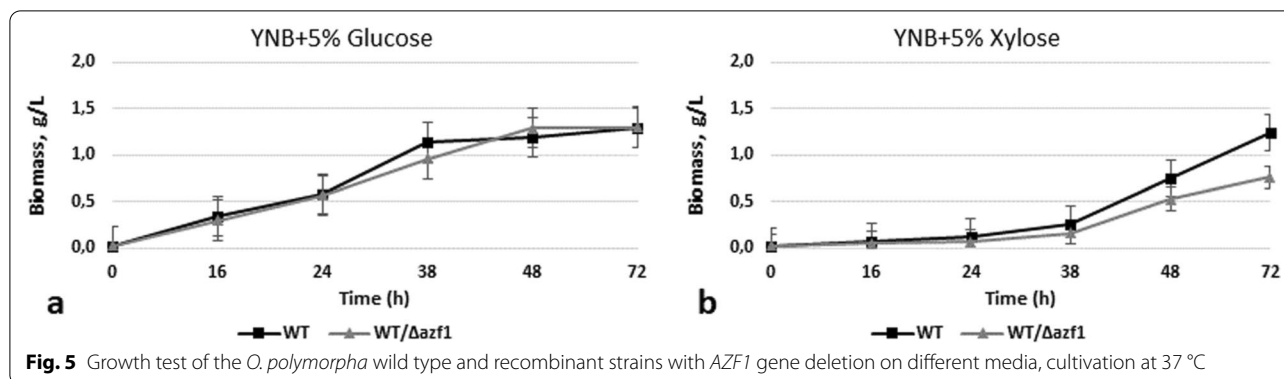 YNB+5% Glucose
2,0
1,5
1,0
0,5
0,0
Biomass, g/L
0 16 24 38 48 72
Time (h)
a
WT WT/Δazf1
YNB+5% Xylose
2,0
1,5
1,0
0,5
0,0
Biomass, g/L
0 16 24 38 48 72
Time (h)
b
WT WT/Δazf1
Fig. 5 Growth test of the O. polymorpha wild type and recombinant strains with AZF1 gene deletion on different media, cultivation at 37 °C